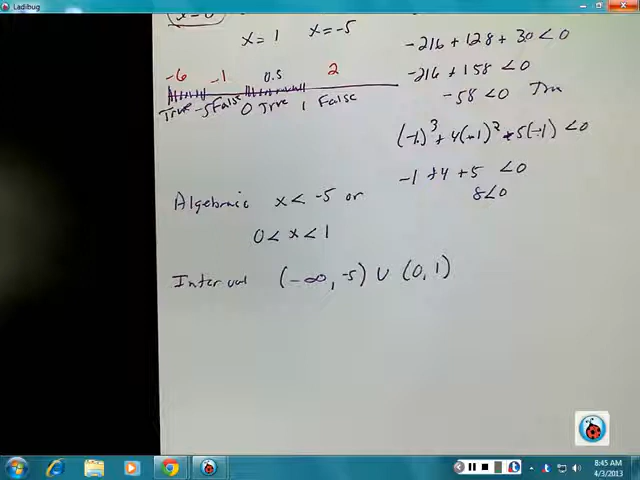 Ladibug
x=0
x=1 x=-5
-6 -1 0.5 2
True -5 False 0 True 1 False
-216+128+30<0
-216+158<0
-58<0 True
(-1)³+4(-1)²-5(-1)<0
-1+4+5<0
8<0
Algebraic x<-5 or
0<x<1
Interval (-∞,-5) ∪ (0,1)
8:45 AM
4/3/2013